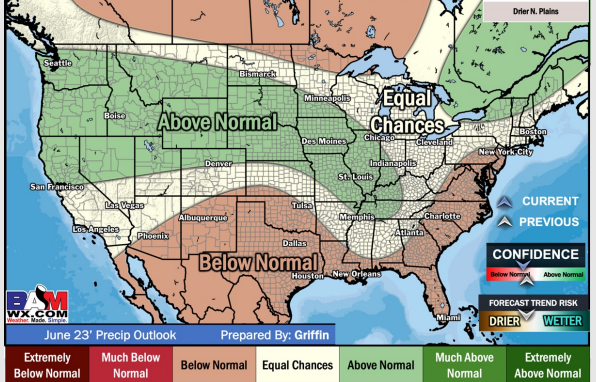 Drier N. Plains
Seattle
Bismarck
Minneapolis
Equal
Chances
Boise
Above Normal
Des Moines
Chicago
Cleveland
Boston
New York City
Denver
Indianapolis
St. Louis
San Francisco
Las Vegas
Los Angeles
Phoenix
Albuquerque
Tulsa
Memphis
Charlotte
Atlanta
Dallas
Below Normal
Houston
New Orleans
Miami
CURRENT
PREVIOUS
CONFIDENCE
Below Normal
Above Normal
FORECAST TREND RISK
DRIER
WETTER
BAM
WX.COM
Weather. Made. Simple.
June 23' Precip Outlook
Prepared By: Griffin
Extremely
Below Normal
Much Below
Normal
Below Normal
Equal Chances
Above Normal
Much Above
Normal
Extremely
Above Normal